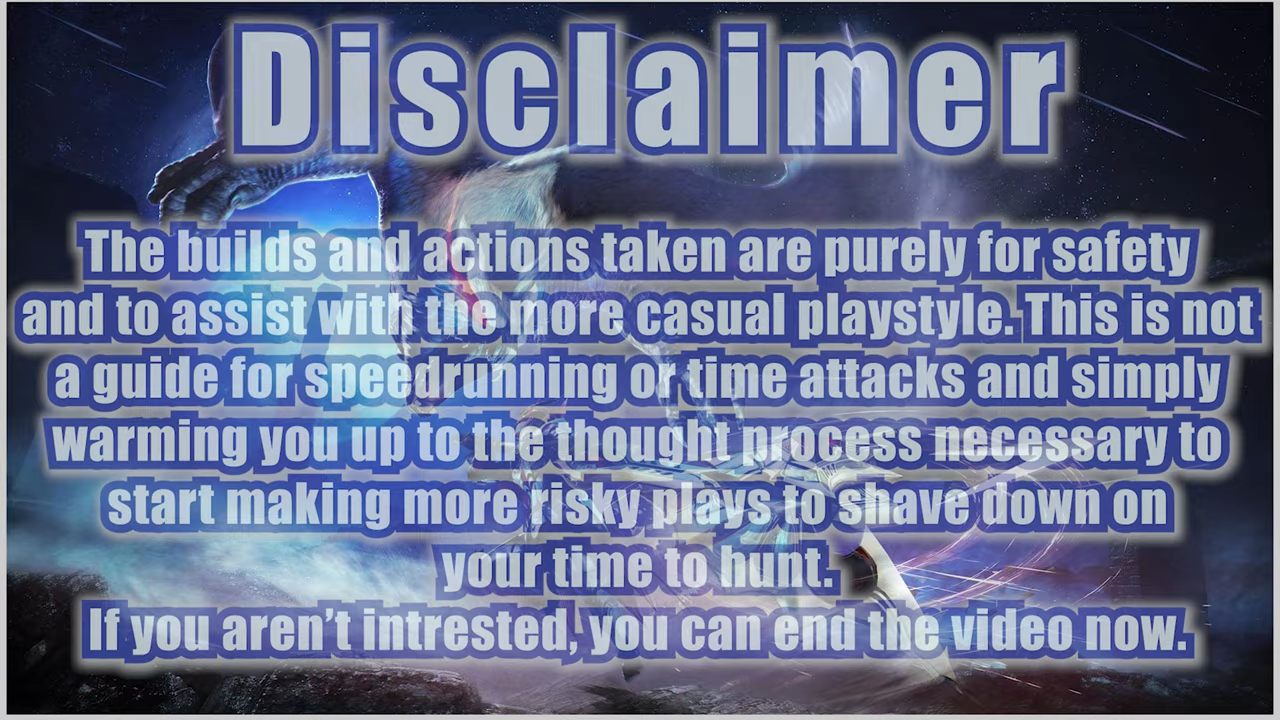 Disclaimer
The builds and actions taken are purely for safety
and to assist with the more casual playstyle. This is not
a guide for speedrunning or time attacks and simply
warming you up to the thought process necessary to
start making more risky plays to shave down on
your time to hunt.
If you aren't intrested, you can end the video now.